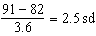 91 − 82
3.6 = 2.5 sd